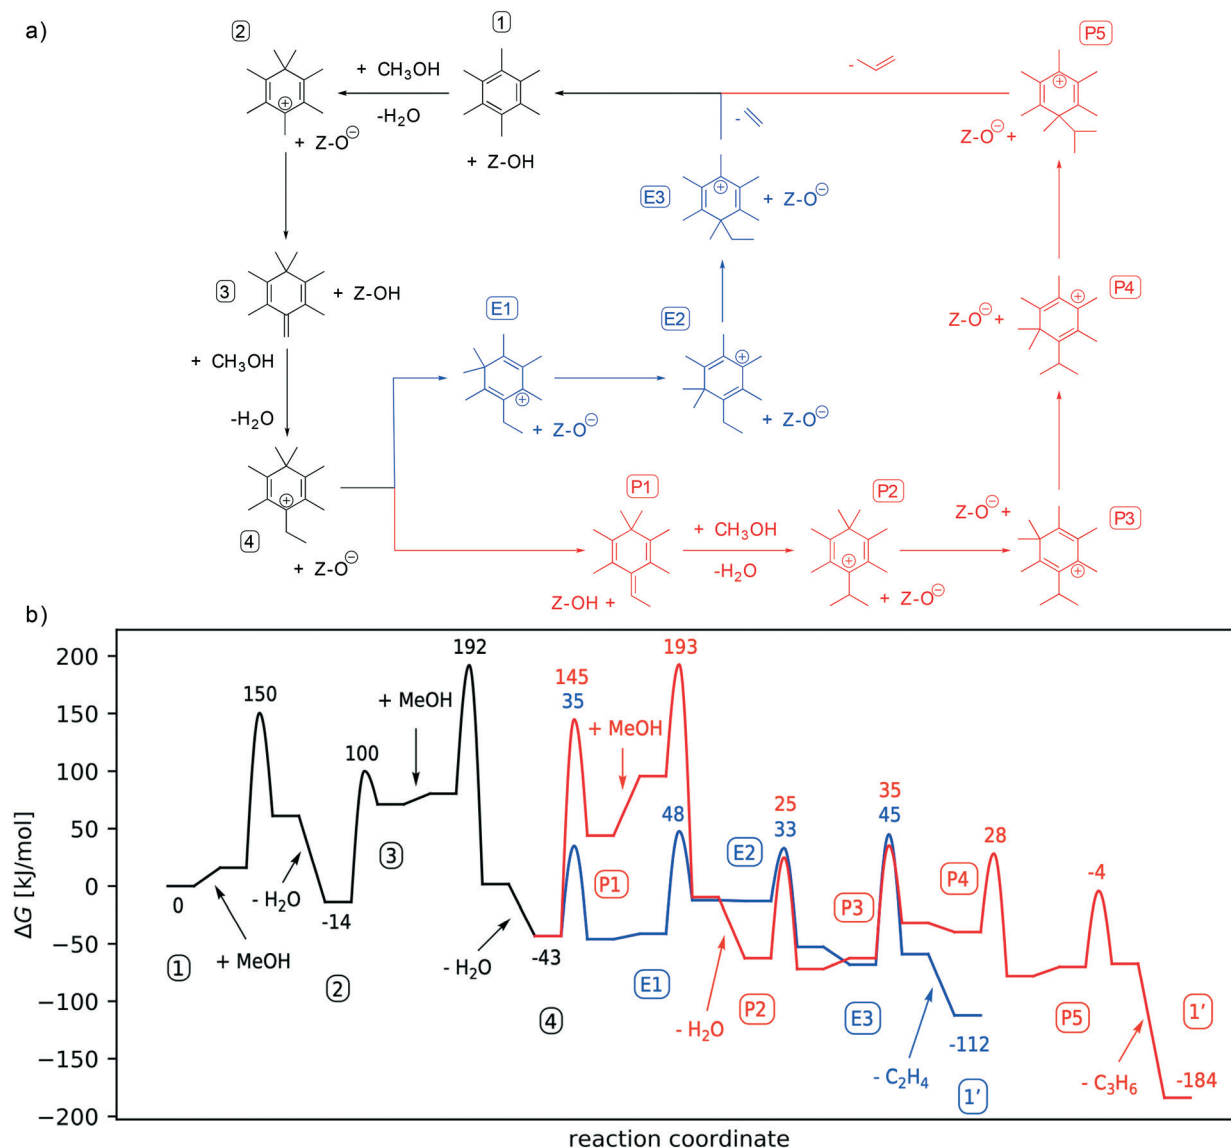 a)
1
2
+ CH₃OH
-H₂O
+ Z-O⊖
+ Z-OH
-
P5
Z-O⊖ +
-
E3
+ Z-O⊖
3
+ Z-OH
+ CH₃OH
-H₂O
E1
E2
+ Z-O⊖
+ Z-O⊖
P4
Z-O⊖ +
4
+ Z-O⊖
P1
+ CH₃OH
-H₂O
Z-OH +
P2
+ Z-O⊖
Z-O⊖ +
P3
b)
ΔG [kJ/mol]
200
150
100
50
0
−50
−100
−150
−200
0
150
-14
100
192
-43
145
35
193
48
25
33
35
45
28
-4
-112
-184
+ MeOH
- H₂O
+ MeOH
- H₂O
+ MeOH
- H₂O
- C₂H₄
- C₃H₆
1
2
3
4
P1
E1
P2
E2
P3
E3
P4
P5
1′
1′
reaction coordinate